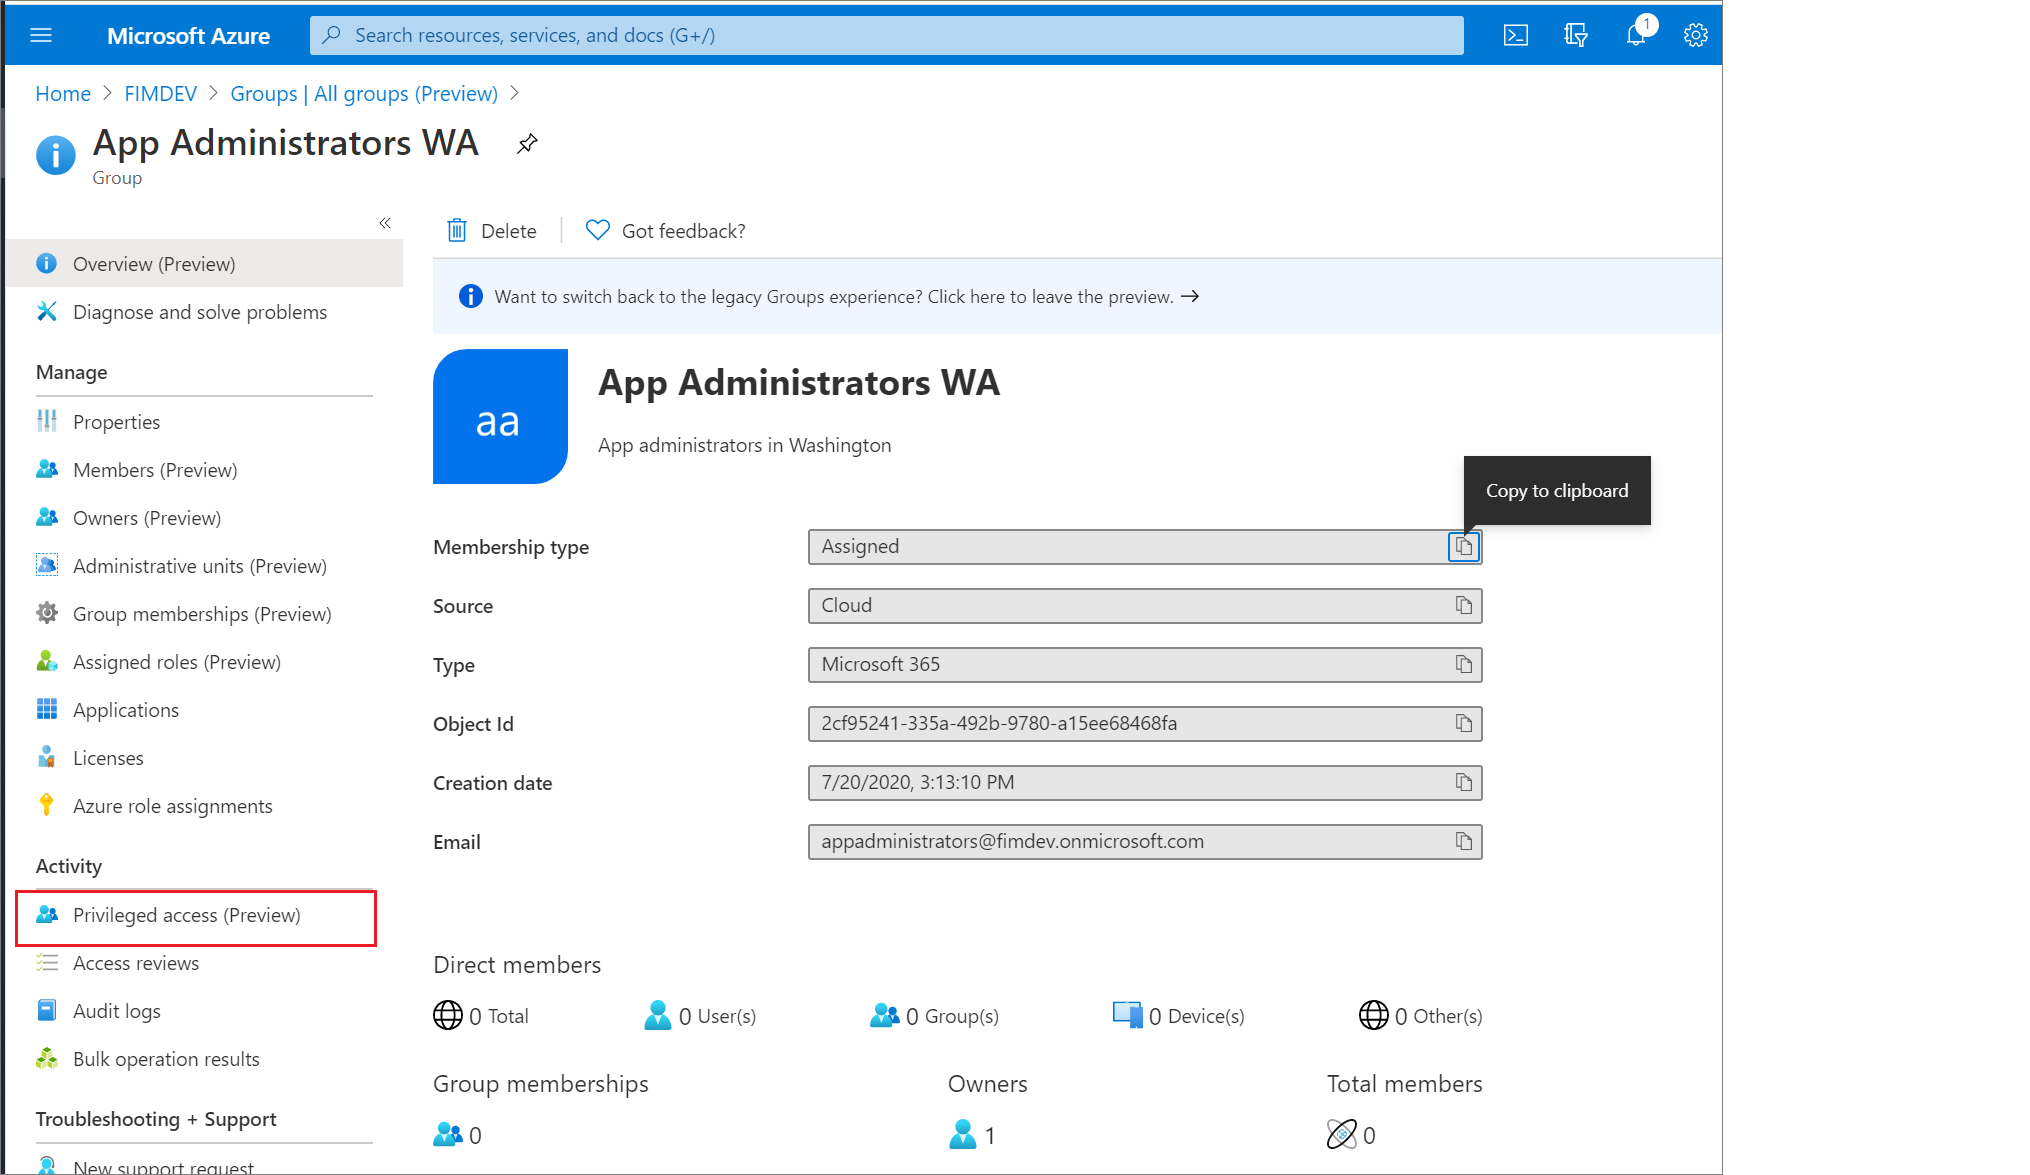 Microsoft Azure
Search resources, services, and docs (G+/)
1
Home > FIMDEV > Groups | All groups (Preview) >
App Administrators WA
Group
«
Delete
Got feedback?
Overview (Preview)
Diagnose and solve problems
Manage
Properties
Members (Preview)
Owners (Preview)
Administrative units (Preview)
Group memberships (Preview)
Assigned roles (Preview)
Applications
Licenses
Azure role assignments
Activity
Privileged access (Preview)
Access reviews
Audit logs
Bulk operation results
Troubleshooting + Support
New support request
Want to switch back to the legacy Groups experience? Click here to leave the preview. →
aa
App Administrators WA
App administrators in Washington
Copy to clipboard
Membership type
Assigned
Source
Cloud
Type
Microsoft 365
Object Id
2cf95241-335a-492b-9780-a15ee68468fa
Creation date
7/20/2020, 3:13:10 PM
Email
appadministrators@fimdev.onmicrosoft.com
Direct members
0 Total
0 User(s)
0 Group(s)
0 Device(s)
0 Other(s)
Group memberships
0
Owners
1
Total members
0